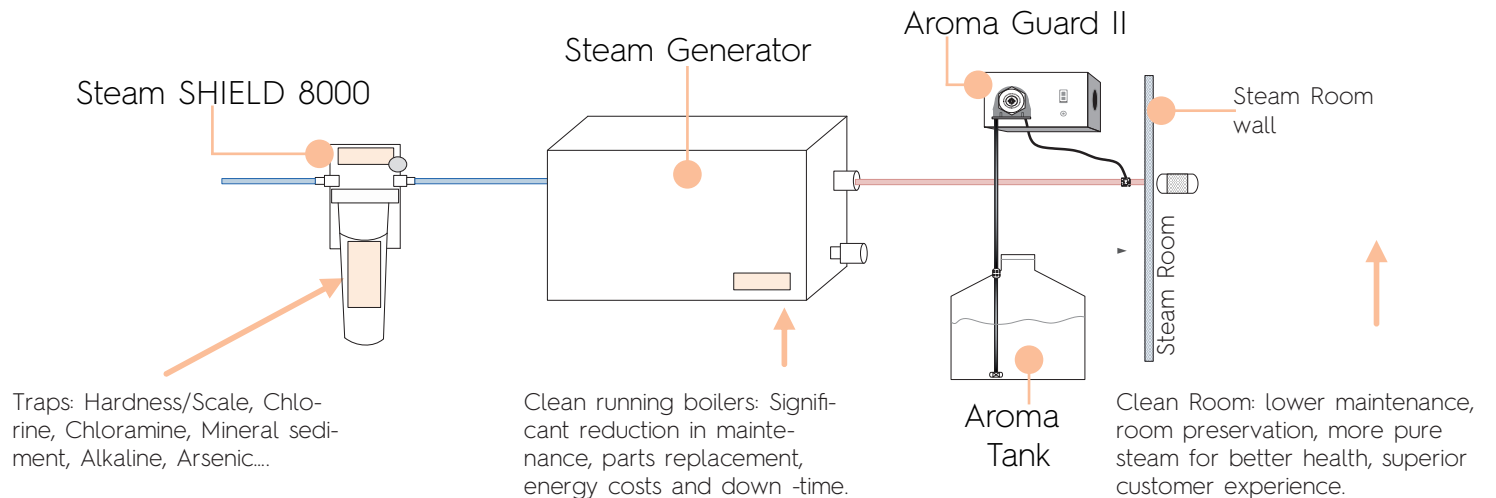 Steam SHIELD 8000
Steam Generator
Aroma Guard II
Steam Room
wall
Steam Room
Aroma
Tank
Traps: Hardness/Scale, Chlo-
rine, Chloramine, Mineral sedi-
ment, Alkaline, Arsenic....
Clean running boilers: Signifi-
cant reduction in mainte-
nance, parts replacement,
energy costs and down -time.
Clean Room: lower maintenance,
room preservation, more pure
steam for better health, superior
customer experience.